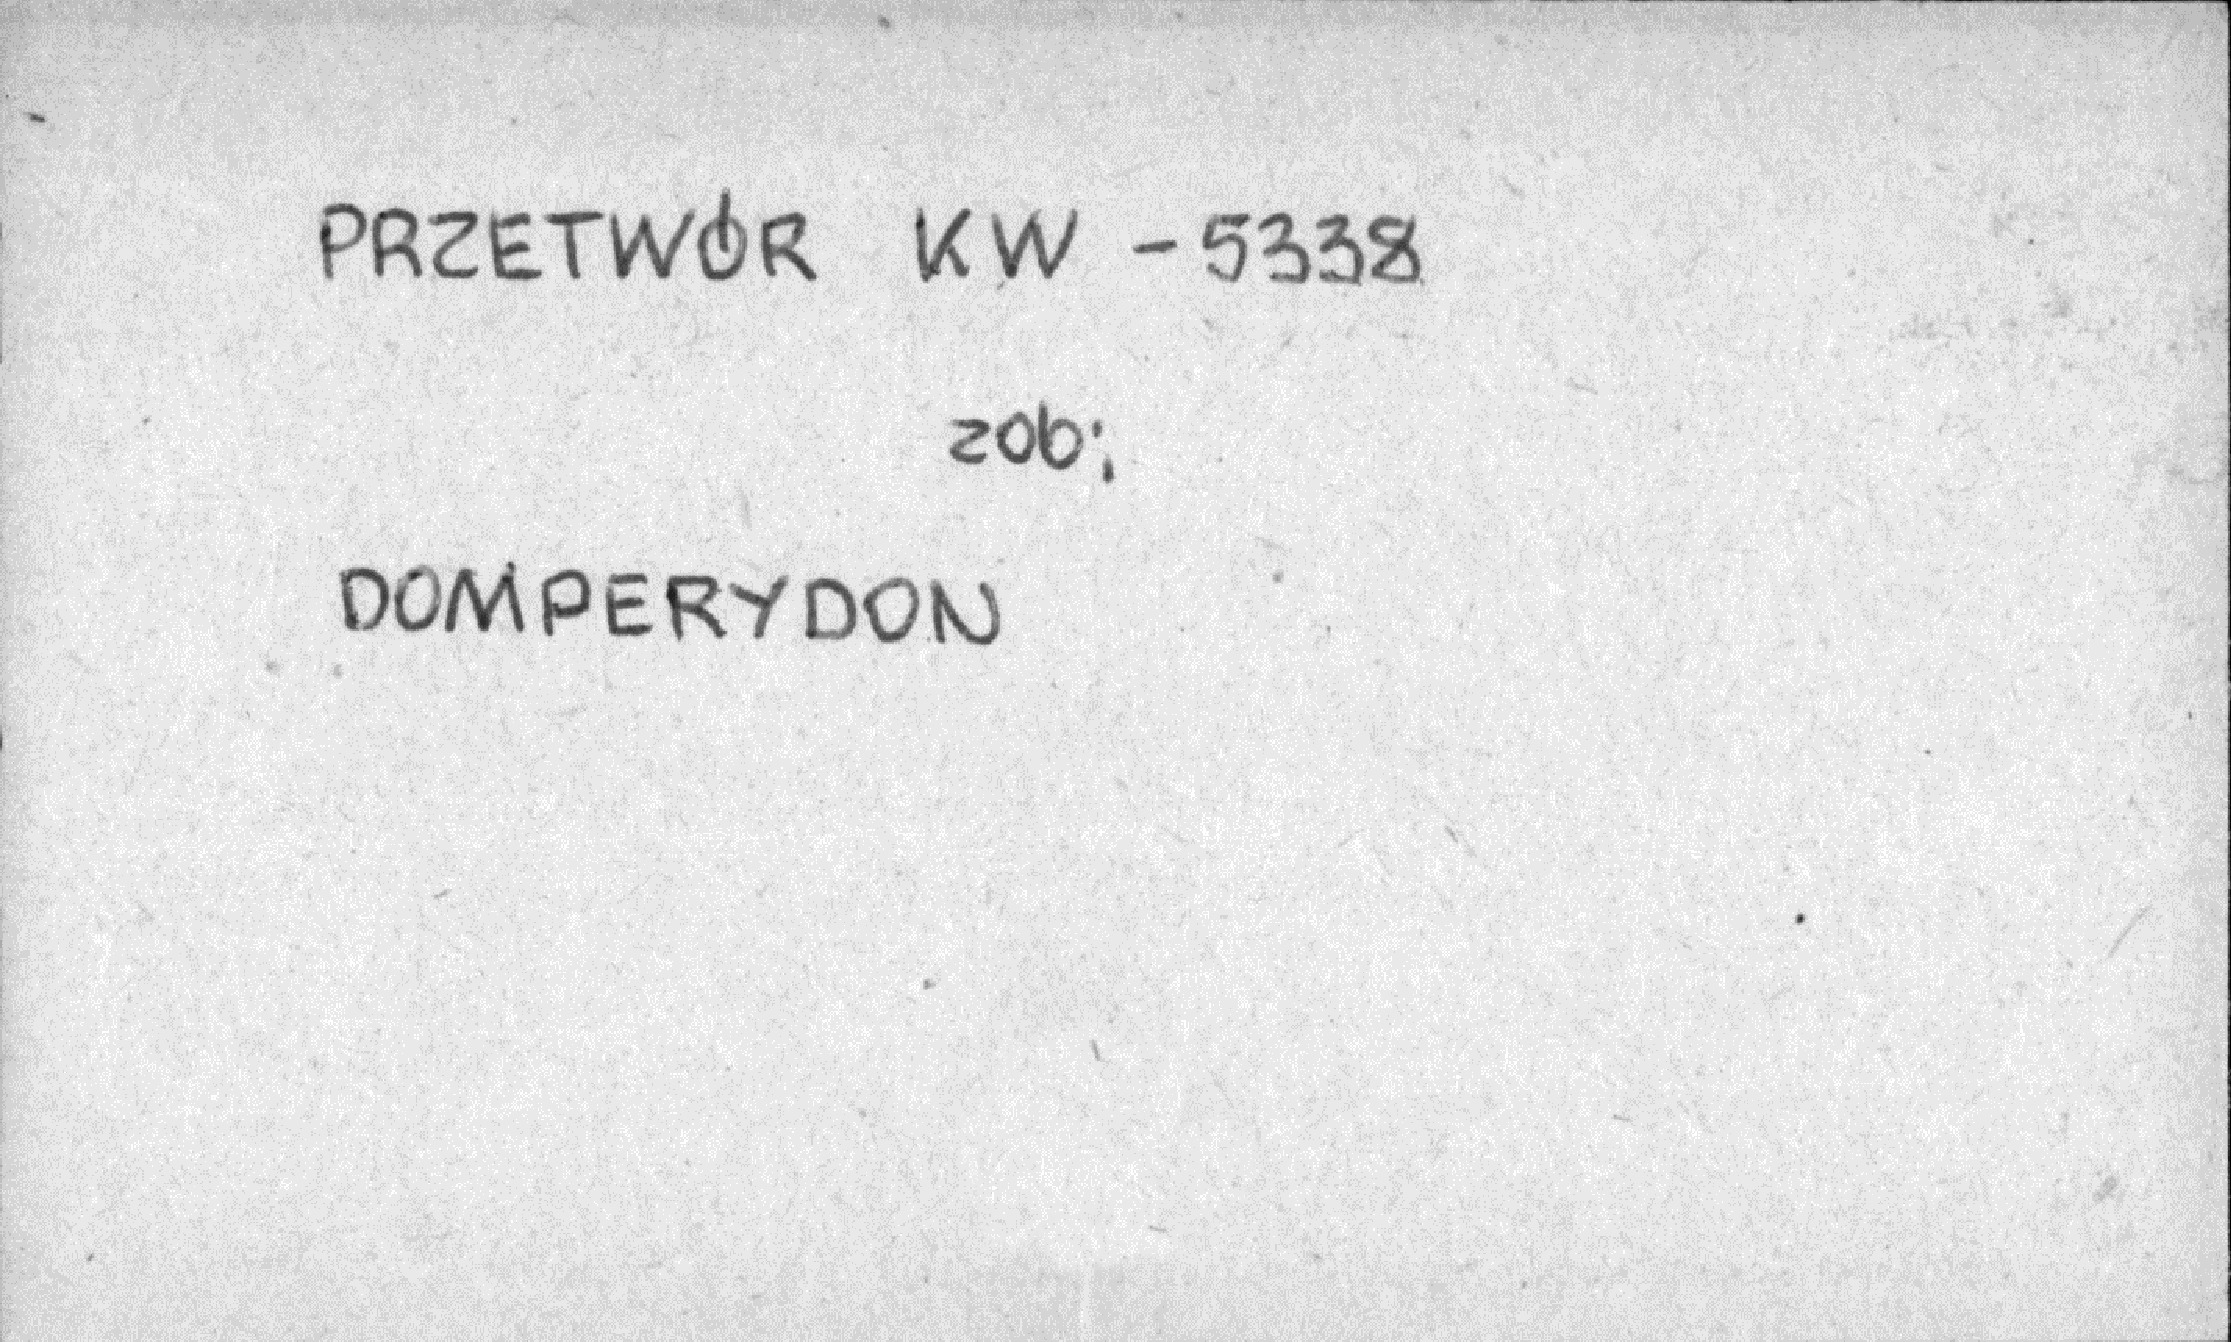 PRZETWÓR KW - 5338
zob;
DOMPERYDON